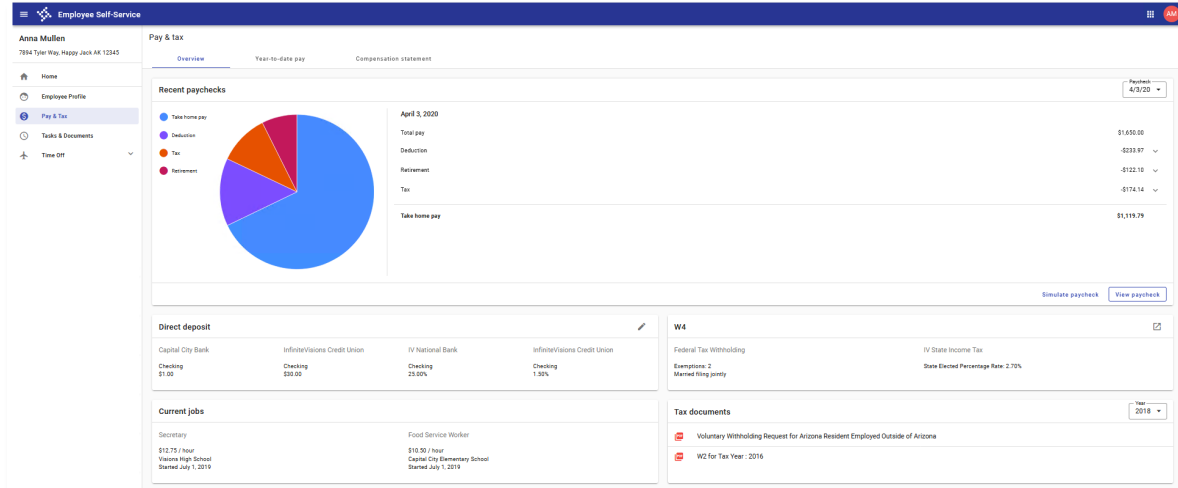 Employee Self-Service
AM
Anna Mullen
7894 Tyler Way, Happy Jack AK 12345
Home
Employee Profile
Pay & Tax
Tasks & Documents
Time Off
Pay & tax
Overview
Year-to-date pay
Compensation statement
Recent paychecks
Paycheck
4/3/20
Take home pay
Deduction
Tax
Retirement
April 3, 2020
Total pay $1,650.00
Deduction -$233.97
Retirement -$122.10
Tax -$174.14
Take home pay $1,119.79
Simulate paycheck
View paycheck
Direct deposit
Capital City Bank
Checking
$1.00
InfiniteVisions Credit Union
Checking
$30.00
IV National Bank
Checking
25.00%
InfiniteVisions Credit Union
Checking
1.50%
W4
Federal Tax Withholding
Exemptions: 2
Married filing jointly
IV State Income Tax
State Elected Percentage Rate: 2.70%
Current jobs
Secretary
$12.75 / hour
Visions High School
Started July 1, 2019
Food Service Worker
$10.50 / hour
Capital City Elementary School
Started July 1, 2019
Tax documents
Year
2018
Voluntary Withholding Request for Arizona Resident Employed Outside of Arizona
W2 for Tax Year : 2016